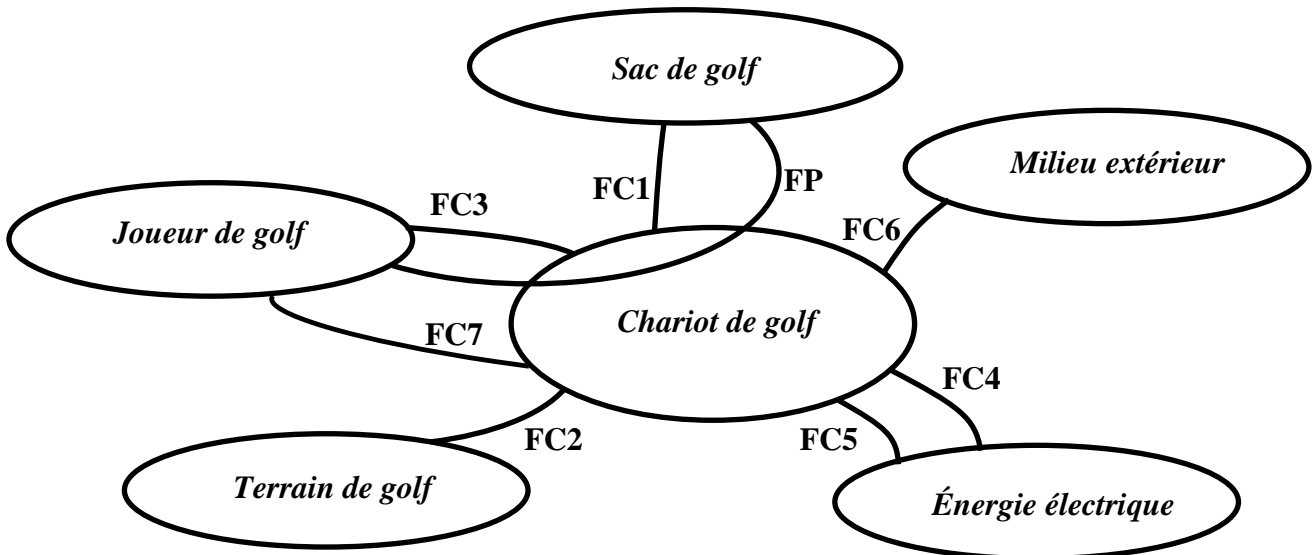 Sac de golf
Milieu extérieur
FC1
FP
FC3
Joueur de golf
FC6
Chariot de golf
FC7
FC4
FC2
FC5
Terrain de golf
Énergie électrique